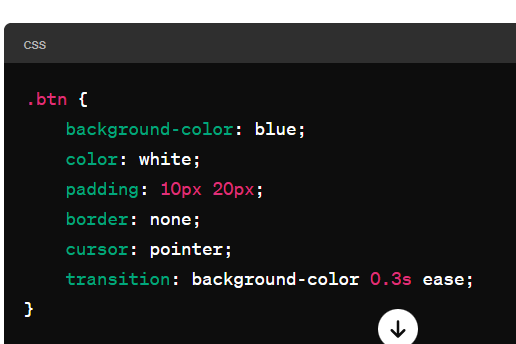 CSS
.btn {
    background-color: blue;
    color: white;
    padding: 10px 20px;
    border: none;
    cursor: pointer;
    transition: background-color 0.3s ease;
}